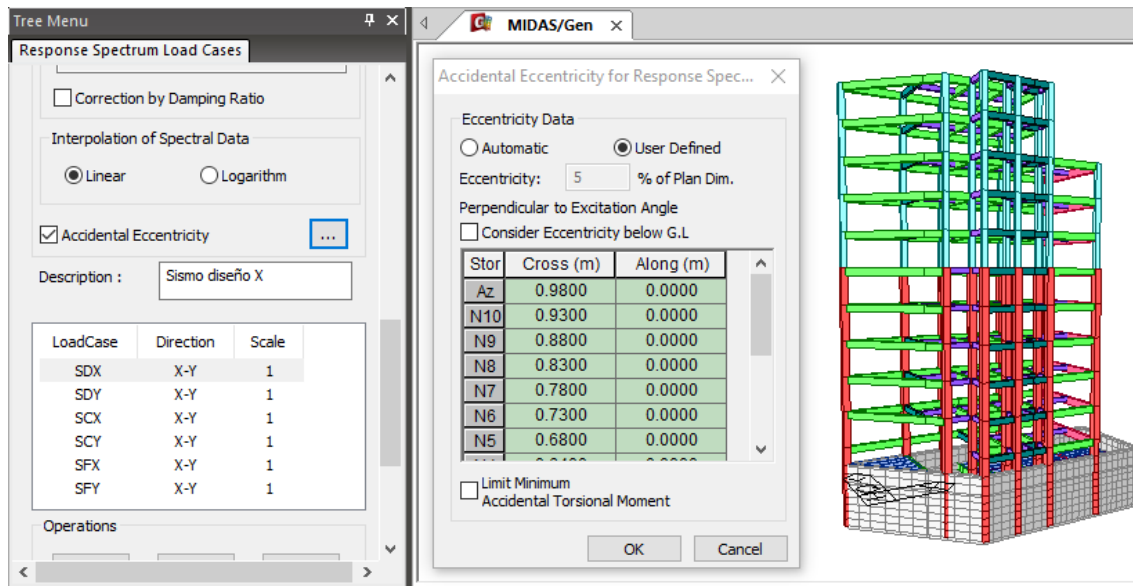 Tree Menu
Response Spectrum Load Cases
Correction by Damping Ratio
Interpolation of Spectral Data
Linear
Logarithm
Accidental Eccentricity
...
Description :
Sismo diseño X
LoadCase Direction Scale
SDX X-Y 1
SDY X-Y 1
SCX X-Y 1
SCY X-Y 1
SFX X-Y 1
SFY X-Y 1
Operations
MIDAS/Gen
Accidental Eccentricity for Response Spec...
Eccentricity Data
Automatic
User Defined
Eccentricity: 5 % of Plan Dim.
Perpendicular to Excitation Angle
Consider Eccentricity below G.L
Stor Cross (m) Along (m)
Az 0.9800 0.0000
N10 0.9300 0.0000
N9 0.8800 0.0000
N8 0.8300 0.0000
N7 0.7800 0.0000
N6 0.7300 0.0000
N5 0.6800 0.0000
Limit Minimum
Accidental Torsional Moment
OK
Cancel